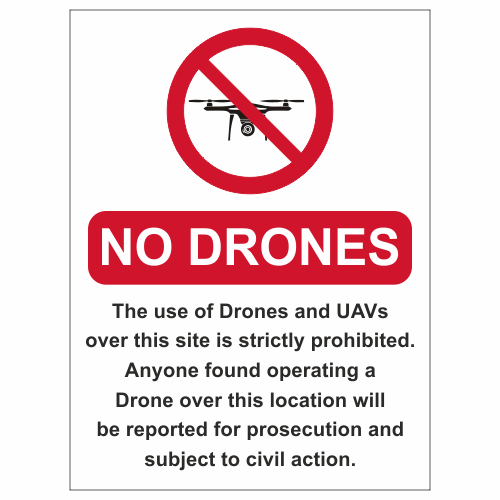 NO DRONES
The use of Drones and UAVs
over this site is strictly prohibited.
Anyone found operating a
Drone over this location will
be reported for prosecution and
subject to civil action.